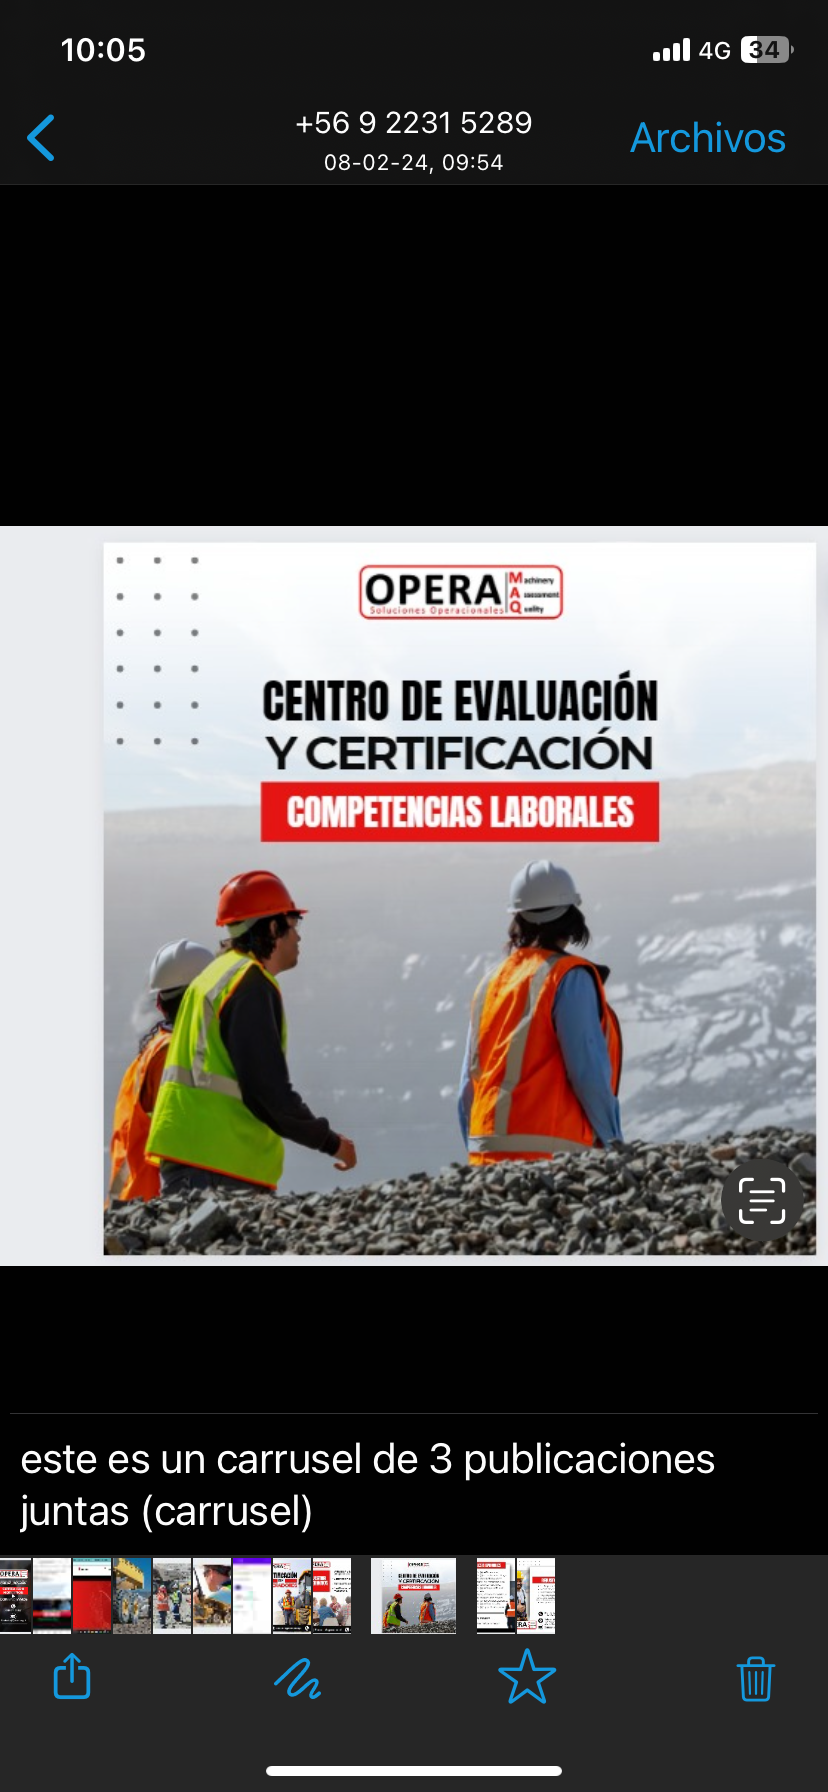 10:05
4G
34
+56 9 2231 5289
Archivos
08-02-24, 09:54
OPERA
Soluciones Operacionales
Machinery
Assessment
Quality
CENTRO DE EVALUACIÓN
Y CERTIFICACIÓN
COMPETENCIAS LABORALES
este es un carrusel de 3 publicaciones
juntas (carrusel)